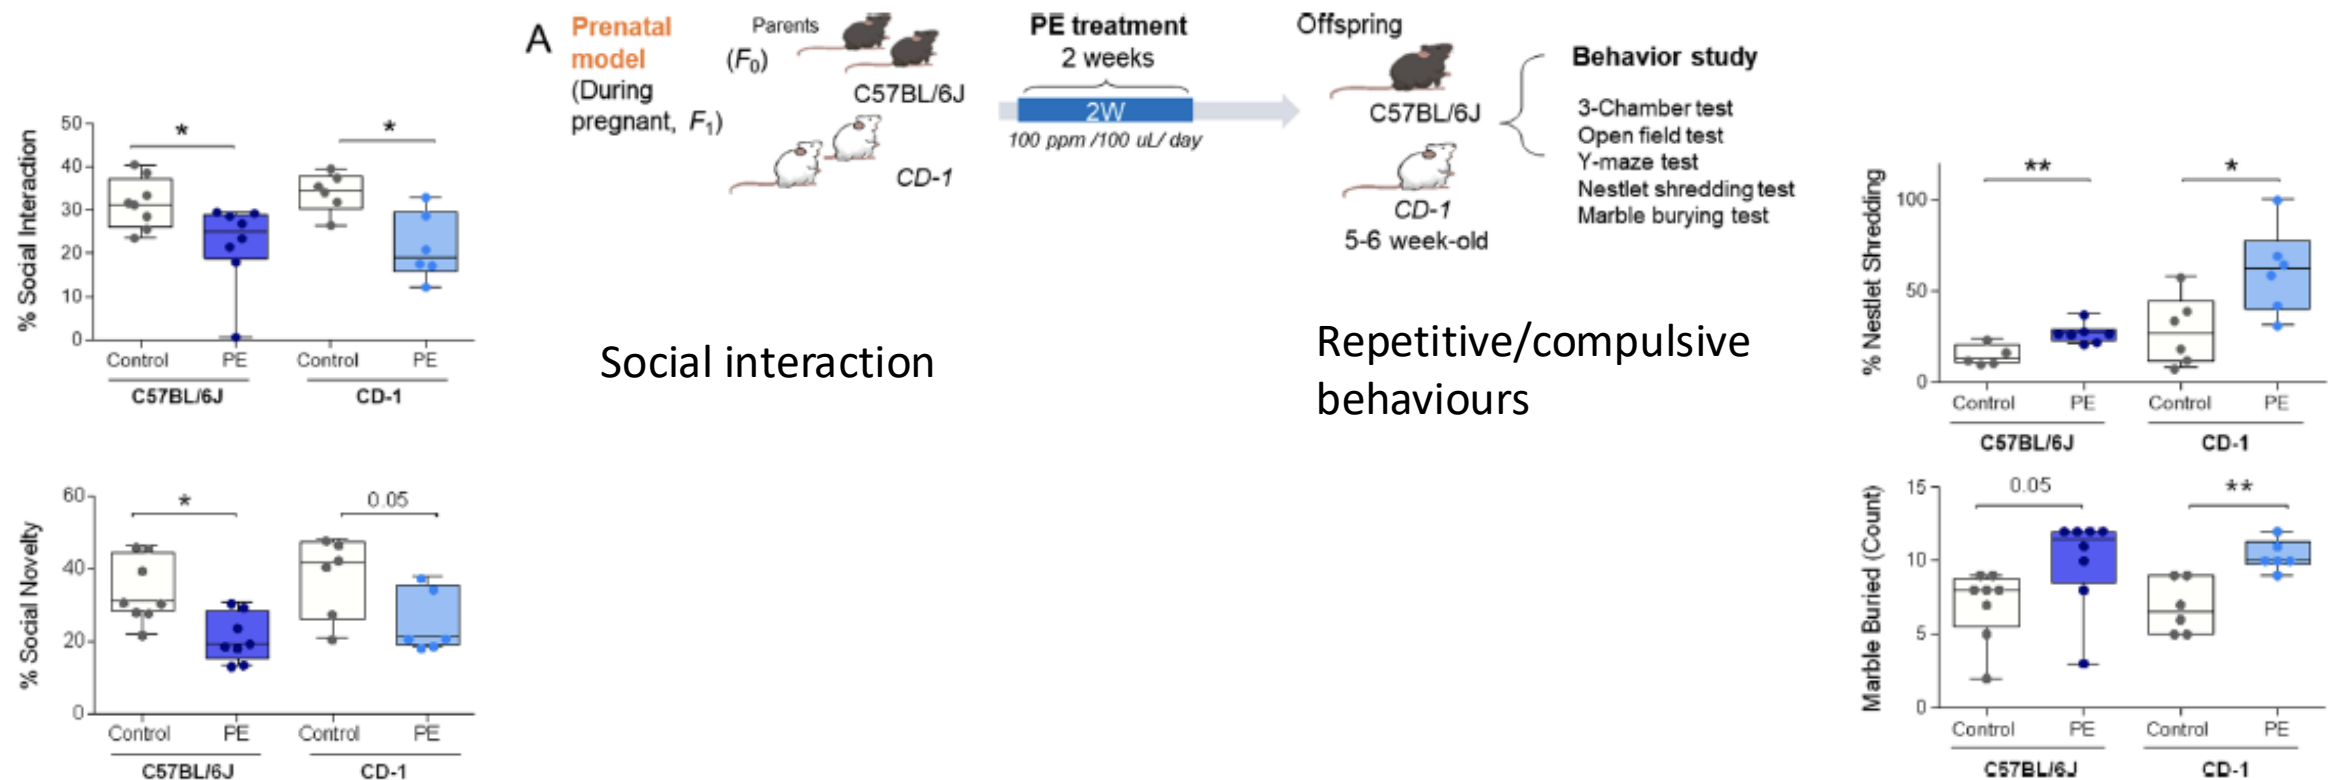 A
Prenatal
model
(During
pregnant, F1)
Parents
(F0)
C57BL/6J
CD-1
PE treatment
2 weeks
2W
100 ppm /100 uL/ day
Offspring
C57BL/6J
CD-1
5-6 week-old
Behavior study
3-Chamber test
Open field test
Y-maze test
Nestlet shredding test
Marble burying test
% Social Interaction
50
40
30
20
10
0
* *
Control PE Control PE
C57BL/6J CD-1
Social interaction
% Social Novelty
60
40
20
0
* 0.05
Control PE Control PE
C57BL/6J CD-1
Repetitive/compulsive
behaviours
% Nestlet Shredding
100
50
0
** *
Control PE Control PE
C57BL/6J CD-1
Marble Buried (Count)
15
10
5
0
0.05 **
Control PE Control PE
C57BL/6J CD-1